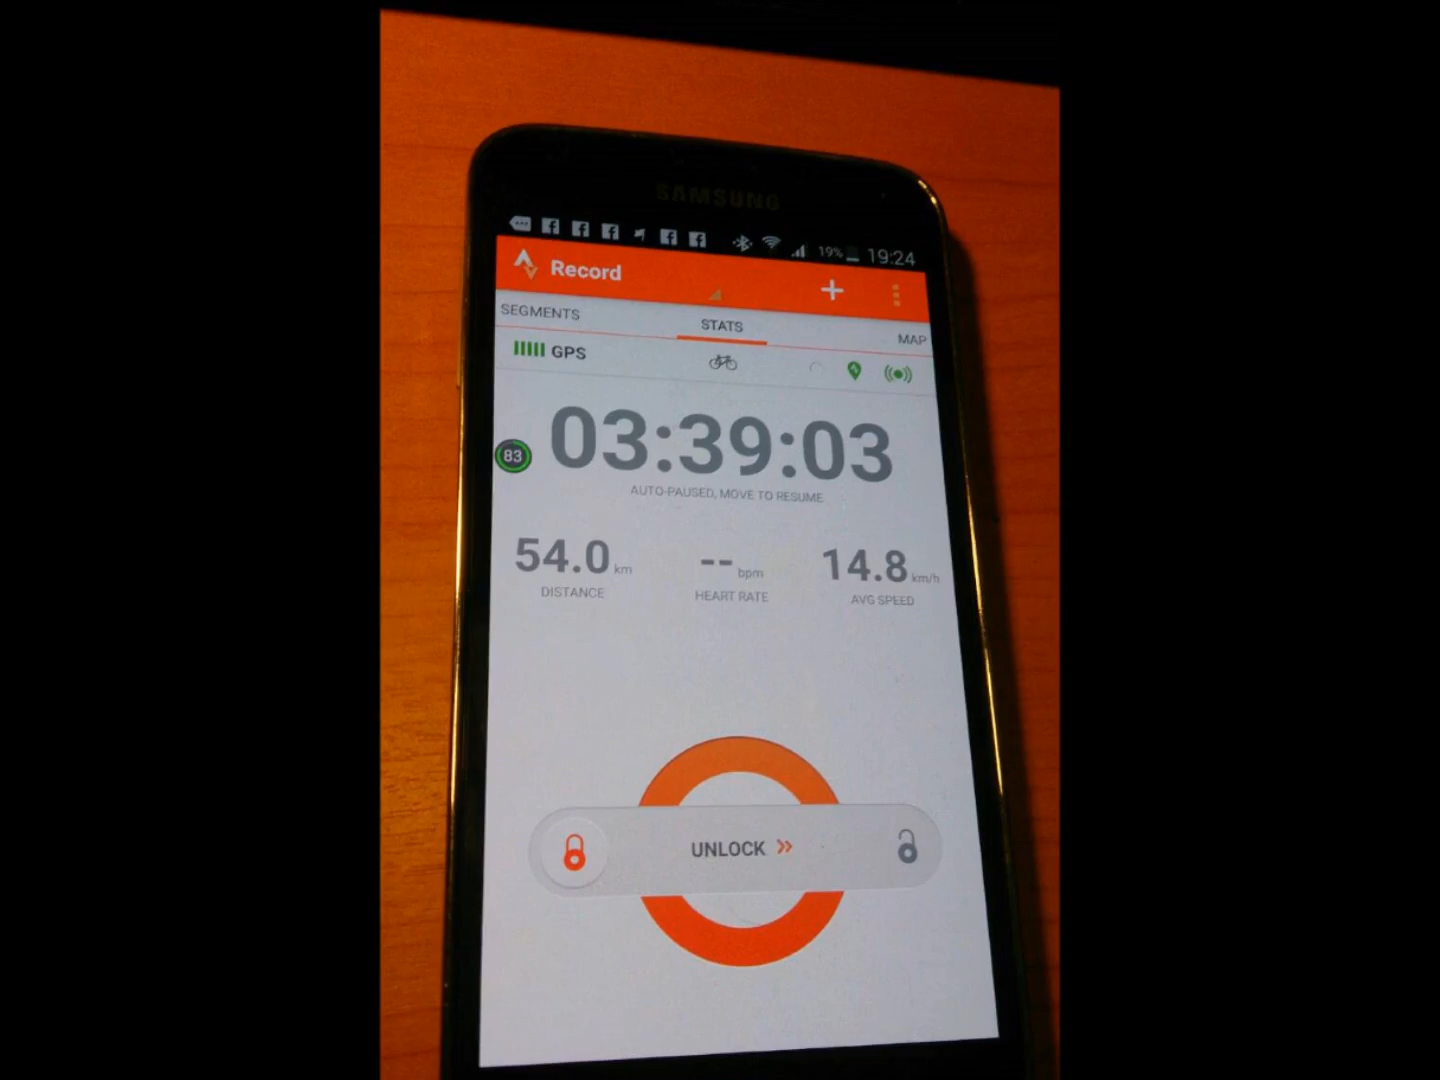 SAMSUNG
19% 19:24
Record
SEGMENTS STATS MAP
GPS
03:39:03
83
AUTO-PAUSED, MOVE TO RESUME
54.0 km -- bpm 14.8 km/h
DISTANCE HEART RATE AVG SPEED
UNLOCK